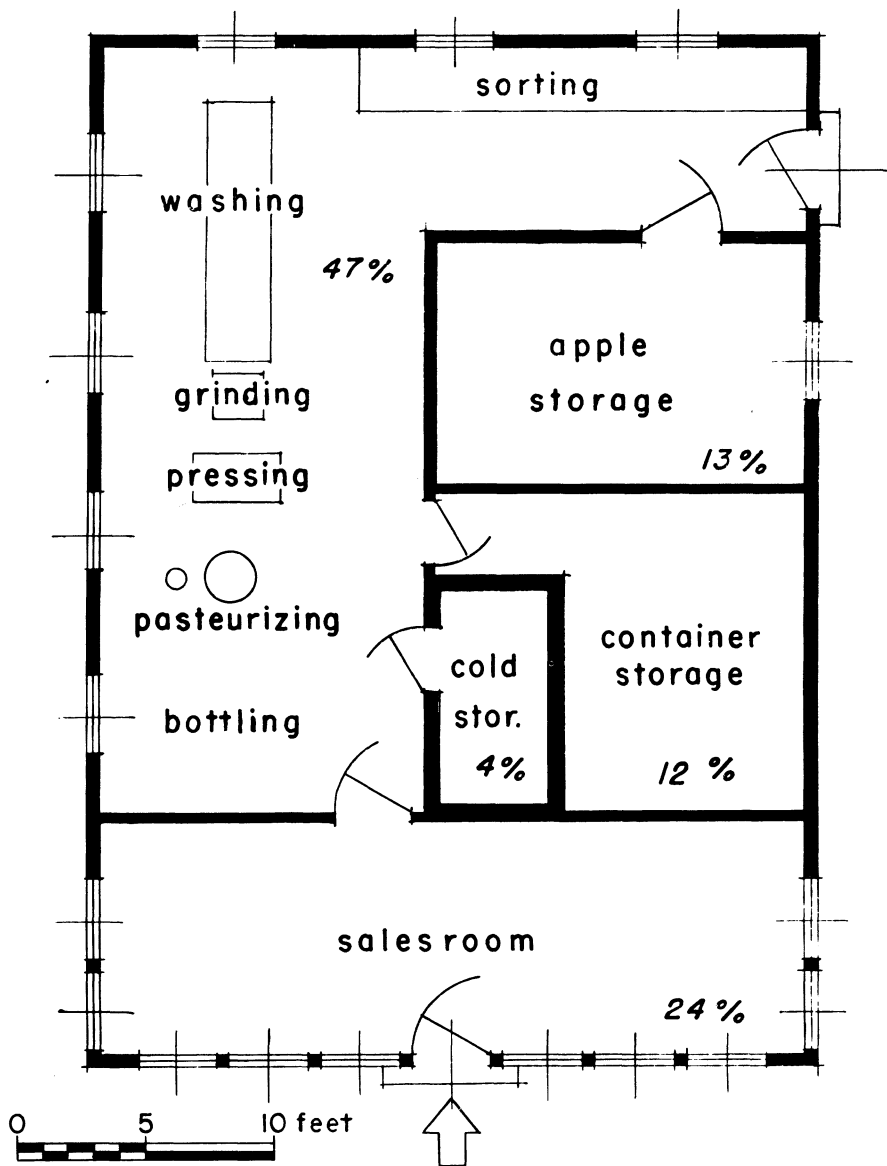 sorting
washing
47%
apple
storage
grinding
13%
pressing
pasteurizing
container
storage
cold
stor.
bottling
4%
12 %
salesroom
24%
0 5 10 feet